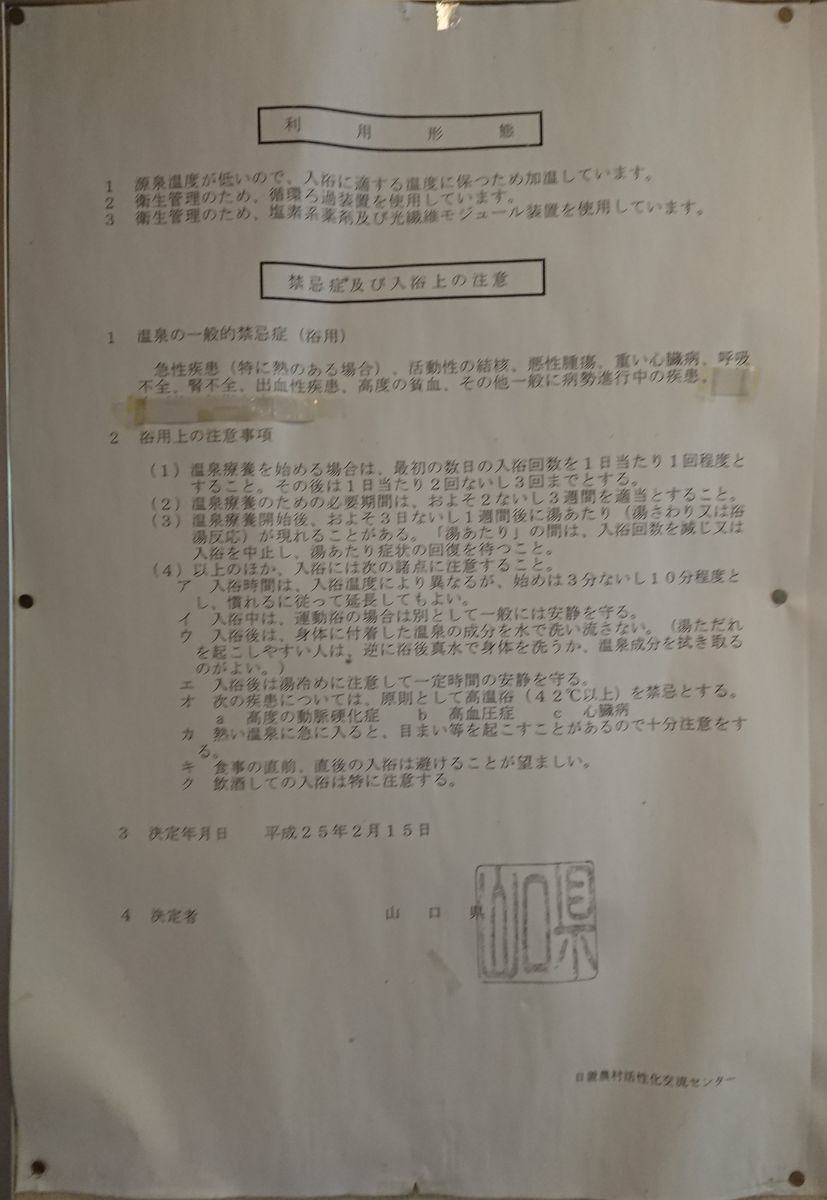 利用形態
1 源泉温度が低いので、入浴に適する温度に保つため加温しています。
2 衛生管理のため、循環ろ過装置を使用しています。
3 衛生管理のため、塩素系薬剤及び光繊維モジュール装置を使用しています。
禁忌症及び入浴上の注意
1 温泉の一般的禁忌症（浴用）
急性疾患（特に熱のある場合）、活動性の結核、悪性腫瘍、重い心臓病、呼吸
不全、腎不全、出血性疾患、高度の貧血、その他一般に病勢進行中の疾患。
2 浴用上の注意事項
（１）温泉療養を始める場合は、最初の数日の入浴回数を１日当たり１回程度と
すること。その後は１日当たり２回ないし３回までとする。
（２）温泉療養のための必要期間は、およそ２ないし３週間を適当とすること。
（３）温泉療養開始後、およそ３日ないし１週間後に湯あたり（湯さわり又は浴
湯反応）が現れることがある。「湯あたり」の間は、入浴回数を減じ又は
入浴を中止し、湯あたり症状の回復を待つこと。
（４）以上のほか、入浴には次の諸点に注意すること。
ア 入浴時間は、入浴温度により異なるが、始めは３分ないし１０分程度と
し、慣れるに従って延長してもよい。
イ 入浴中は、運動浴の場合は別として一般には安静を守る。
ウ 入浴後は、身体に付着した温泉の成分を水で洗い流さない。（湯ただれ
を起こしやすい人は、逆に浴後真水で身体を洗うか、温泉成分を拭き取る
のがよい。）
エ 入浴後は湯冷めに注意して一定時間の安静を守る。
オ 次の疾患については、原則として高温浴（４２℃以上）を禁忌とする。
a 高度の動脈硬化症 b 高血圧症 c 心臓病
カ 熱い温泉に急に入ると、目まい等を起こすことがあるので十分注意をす
る。
キ 食事の直前、直後の入浴は避けることが望ましい。
ク 飲酒しての入浴は特に注意する。
3 決定年月日 平成２５年２月１５日
4 決定者 山口県
山口県
日置農村活性化交流センター